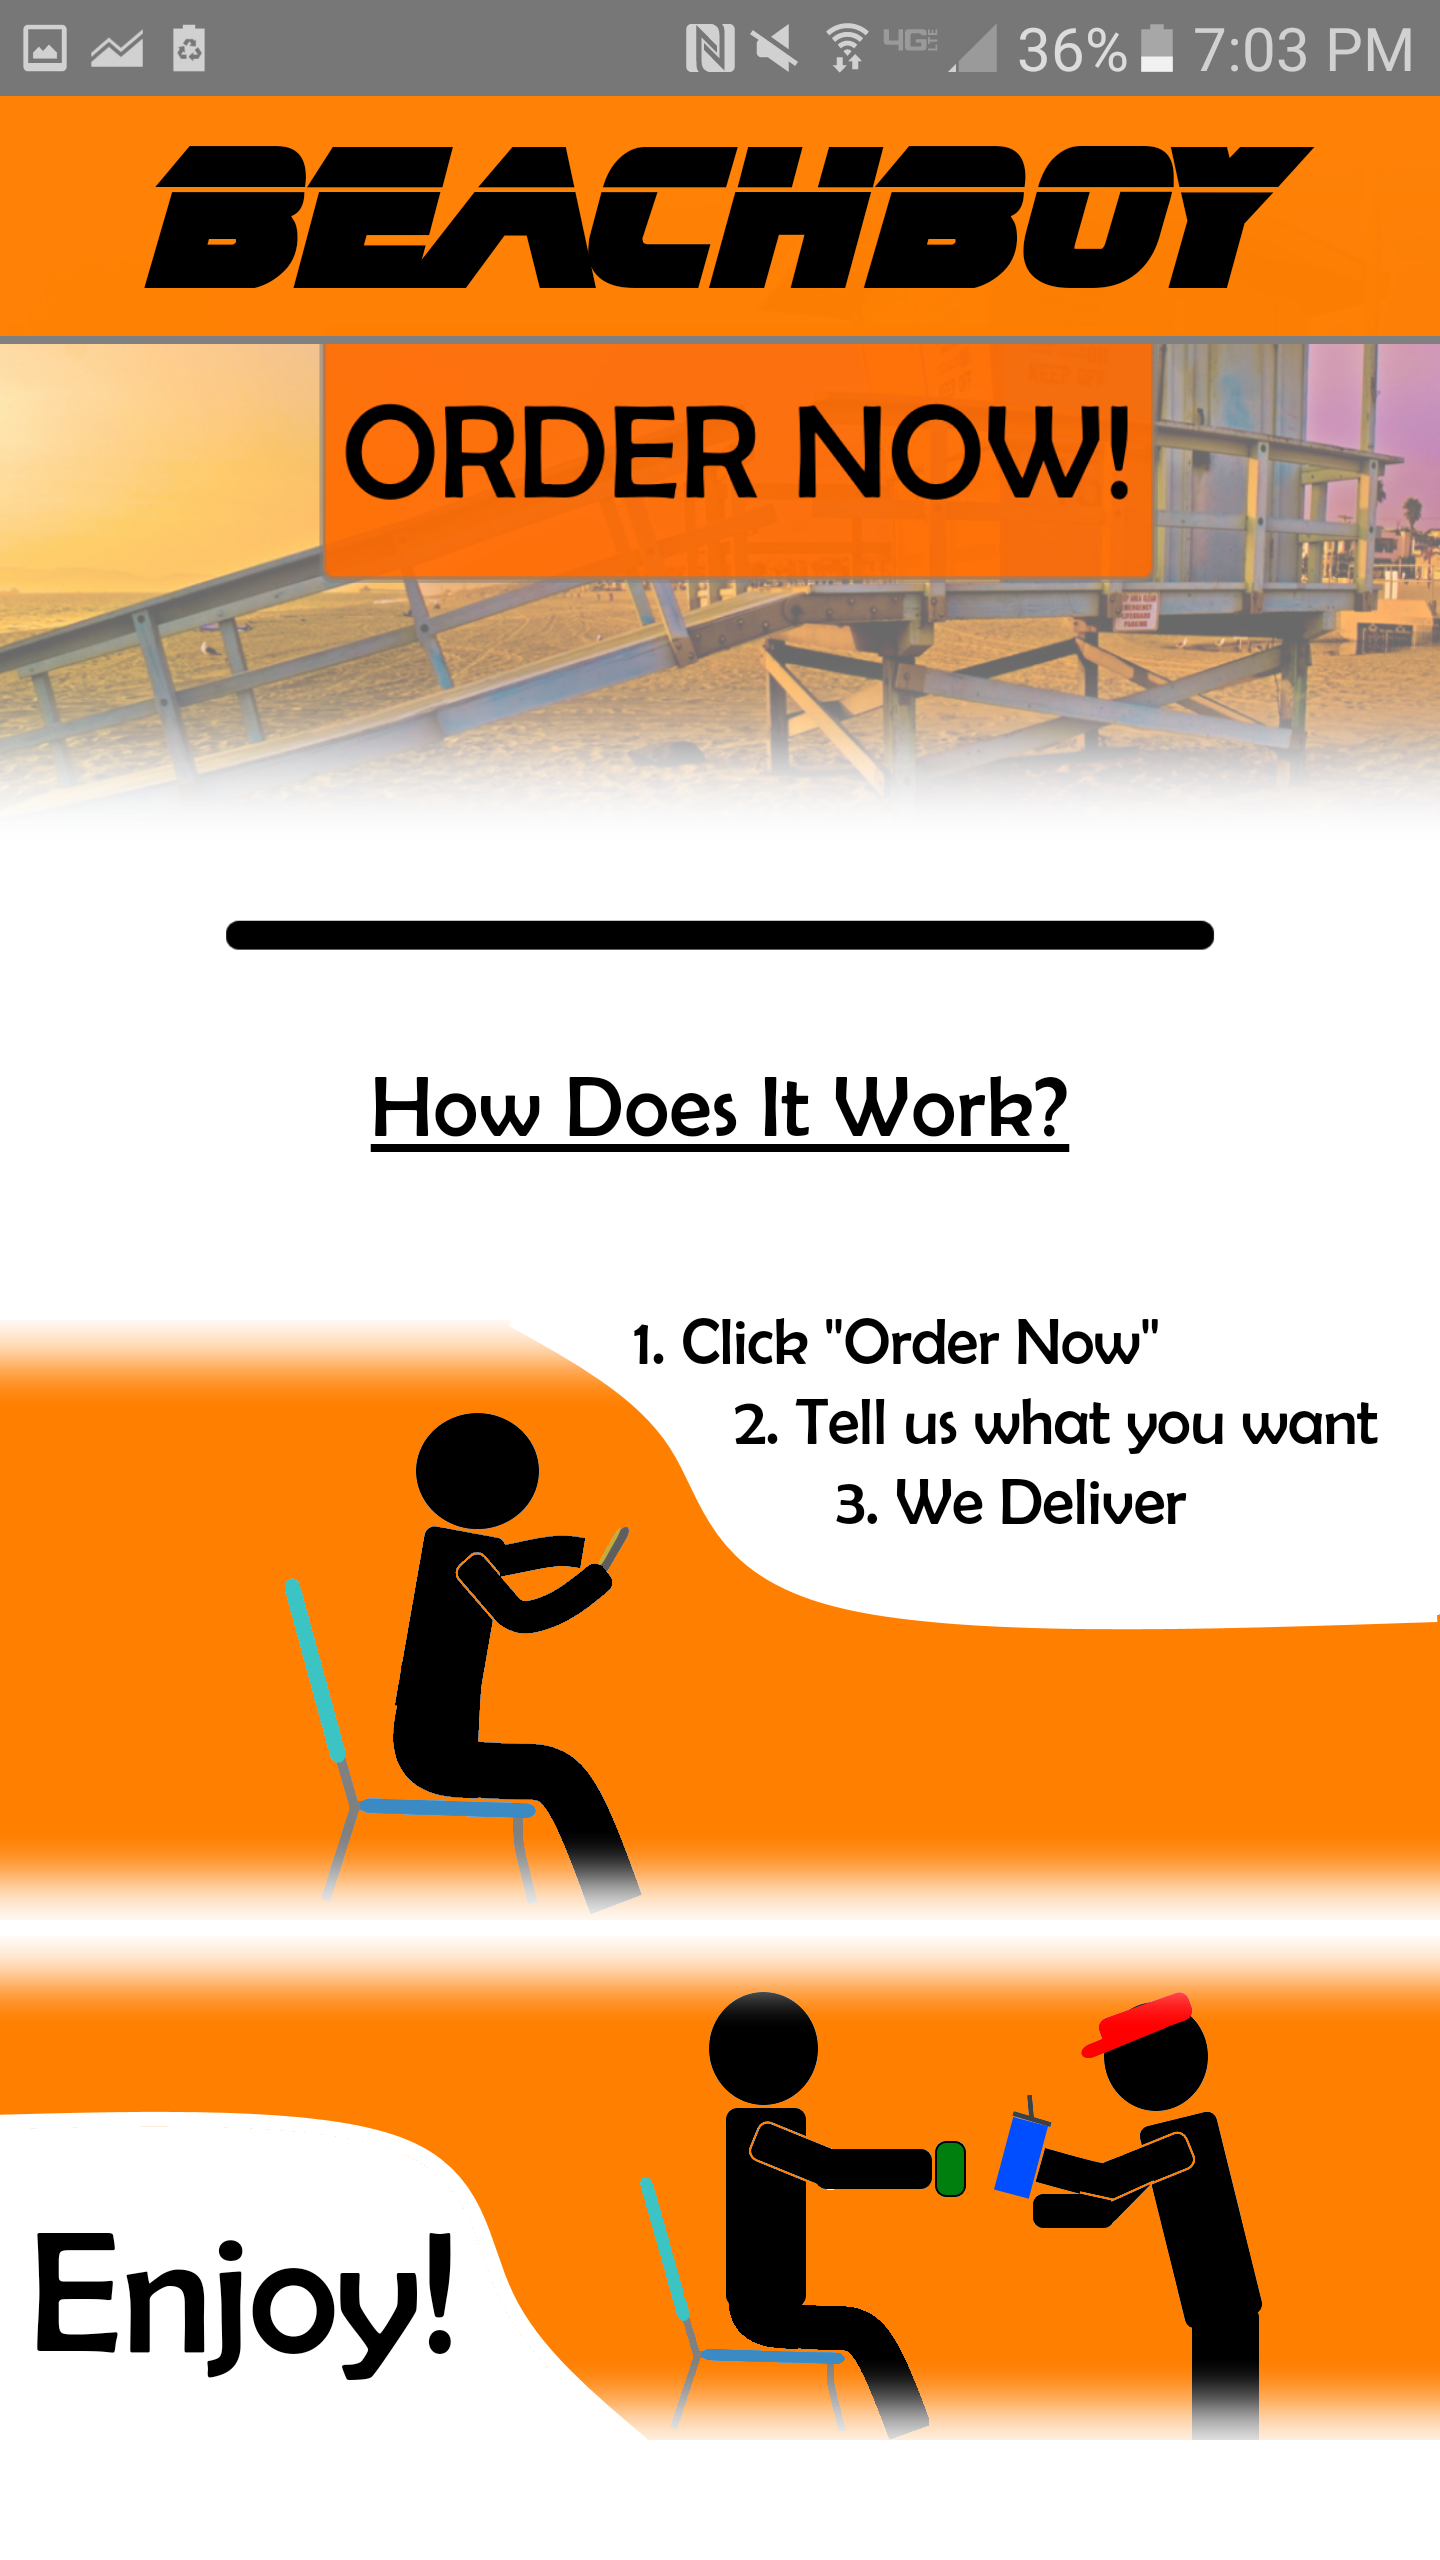 36% 7:03 PM
BEACHBOY
ORDER NOW!
How Does It Work?
1. Click "Order Now"
2. Tell us what you want
3. We Deliver
Enjoy!